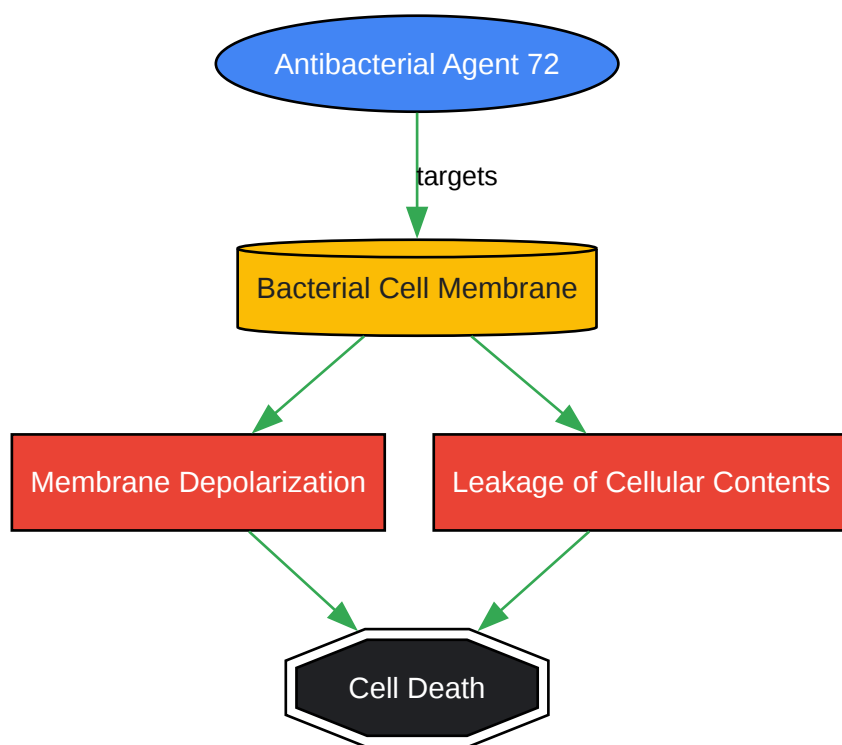 Antibacterial Agent 72
targets
Bacterial Cell Membrane
Membrane Depolarization
Leakage of Cellular Contents
Cell Death